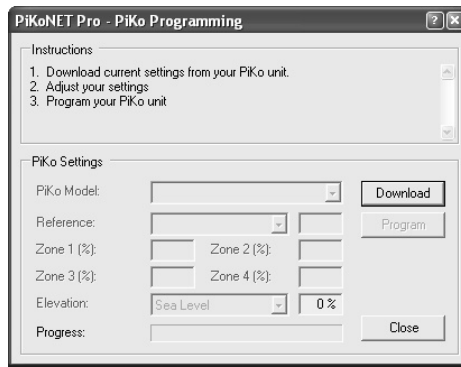 PiKoNET Pro - PiKo Programming
Instructions
1. Download current settings from your PiKo unit.
2. Adjust your settings
3. Program your PiKo unit
PiKo Settings
PiKo Model:
Download
Reference:
Program
Zone 1 (%):
Zone 2 (%):
Zone 3 (%):
Zone 4 (%):
Elevation:
Sea Level
0 %
Progress:
Close